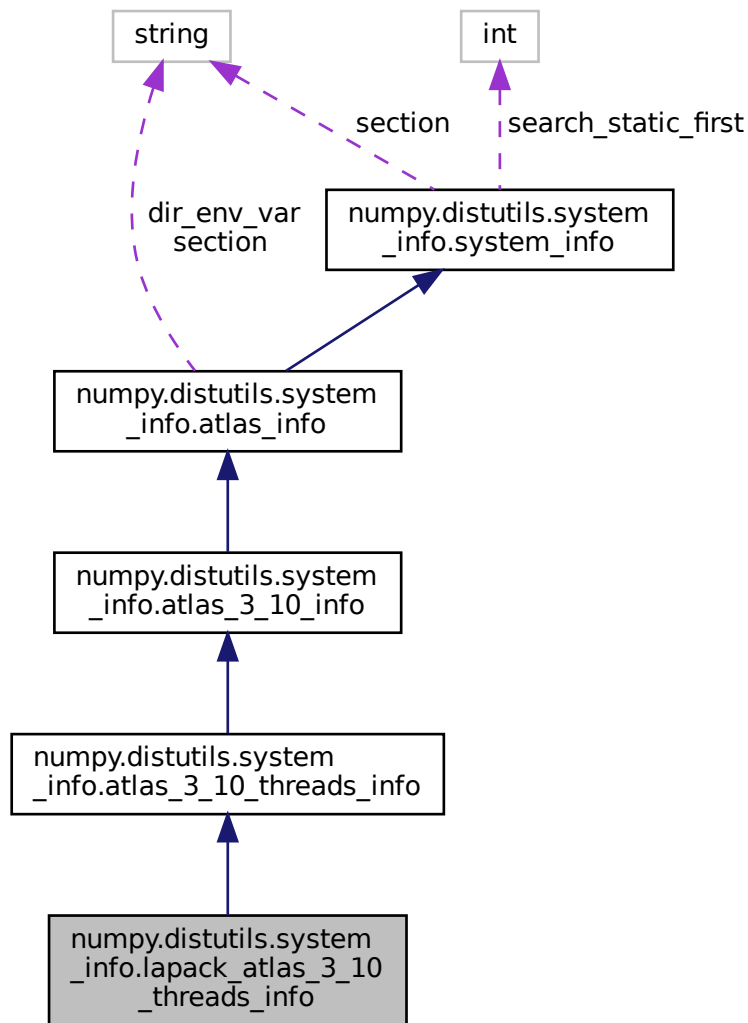 string
int
section
search_static_first
dir_env_var
section
numpy.distutils.system
_info.system_info
numpy.distutils.system
_info.atlas_info
numpy.distutils.system
_info.atlas_3_10_info
numpy.distutils.system
_info.atlas_3_10_threads_info
numpy.distutils.system
_info.lapack_atlas_3_10
_threads_info